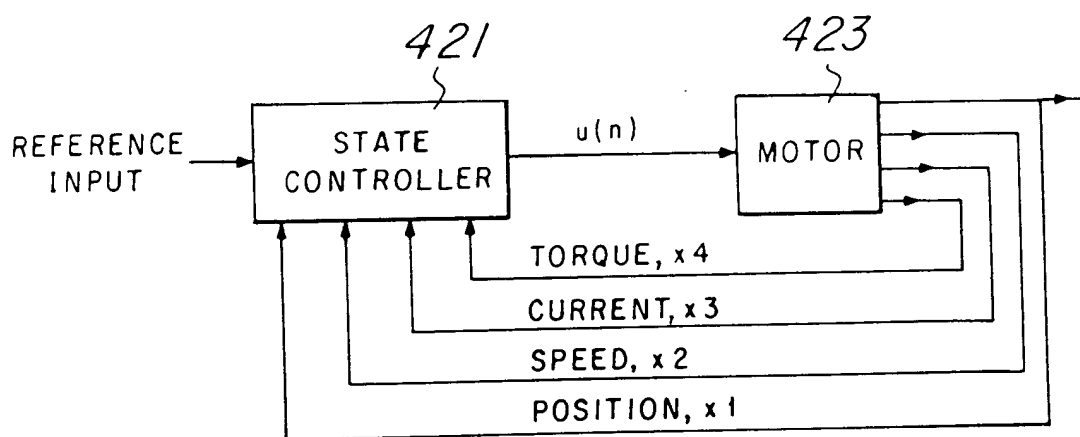 421
423
REFERENCE
INPUT
STATE
CONTROLLER
u(n)
MOTOR
TORQUE, x4
CURRENT, x3
SPEED, x2
POSITION, x1